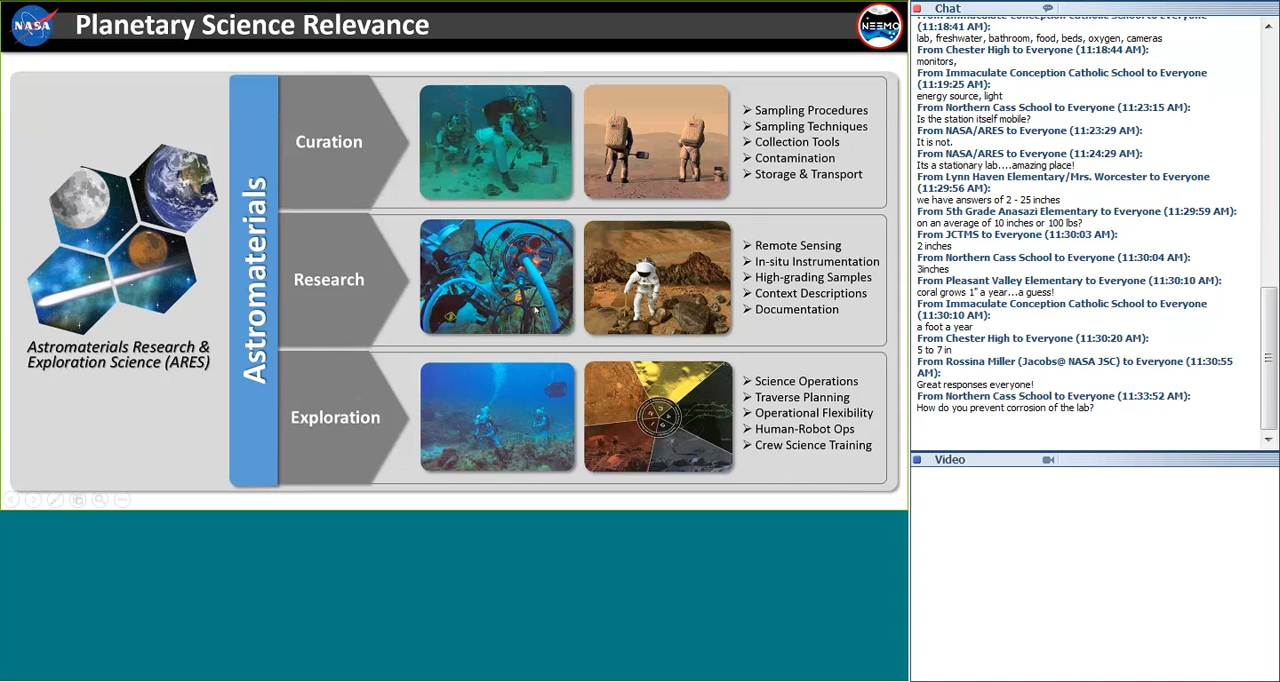 NASA
Planetary Science Relevance
NEEMO
Astromaterials Research &
Exploration Science (ARES)
Astromaterials
Curation
Sampling Procedures
Sampling Techniques
Collection Tools
Contamination
Storage & Transport
Research
Remote Sensing
In-situ Instrumentation
High-grading Samples
Context Descriptions
Documentation
Exploration
Science Operations
Traverse Planning
Operational Flexibility
Human-Robot Ops
Crew Science Training
Chat
From Immaculate Conception Catholic School to Everyone
(11:18:41 AM):
lab, freshwater, bathroom, food, beds, oxygen, cameras
From Chester High to Everyone (11:18:44 AM):
monitors,
From Immaculate Conception Catholic School to Everyone
(11:19:25 AM):
energy source, light
From Northern Cass School to Everyone (11:23:15 AM):
Is the station itself mobile?
From NASA/ARES to Everyone (11:23:29 AM):
It is not.
From NASA/ARES to Everyone (11:24:29 AM):
Its a stationary lab....amazing place!
From Lynn Haven Elementary/Mrs. Worcester to Everyone
(11:29:56 AM):
we have answers of 2 - 25 inches
From 5th Grade Anasazi Elementary to Everyone (11:29:59 AM):
on an average of 10 inches or 100 lbs?
From JCTMS to Everyone (11:30:03 AM):
2 inches
From Northern Cass School to Everyone (11:30:04 AM):
3inches
From Pleasant Valley Elementary to Everyone (11:30:10 AM):
coral grows 1" a year...a guess!
From Immaculate Conception Catholic School to Everyone
(11:30:10 AM):
a foot a year
From Chester High to Everyone (11:30:20 AM):
5 to 7 in
From Rossina Miller (Jacobs@ NASA JSC) to Everyone (11:30:55
AM):
Great responses everyone!
From Northern Cass School to Everyone (11:33:52 AM):
How do you prevent corrosion of the lab?
Video